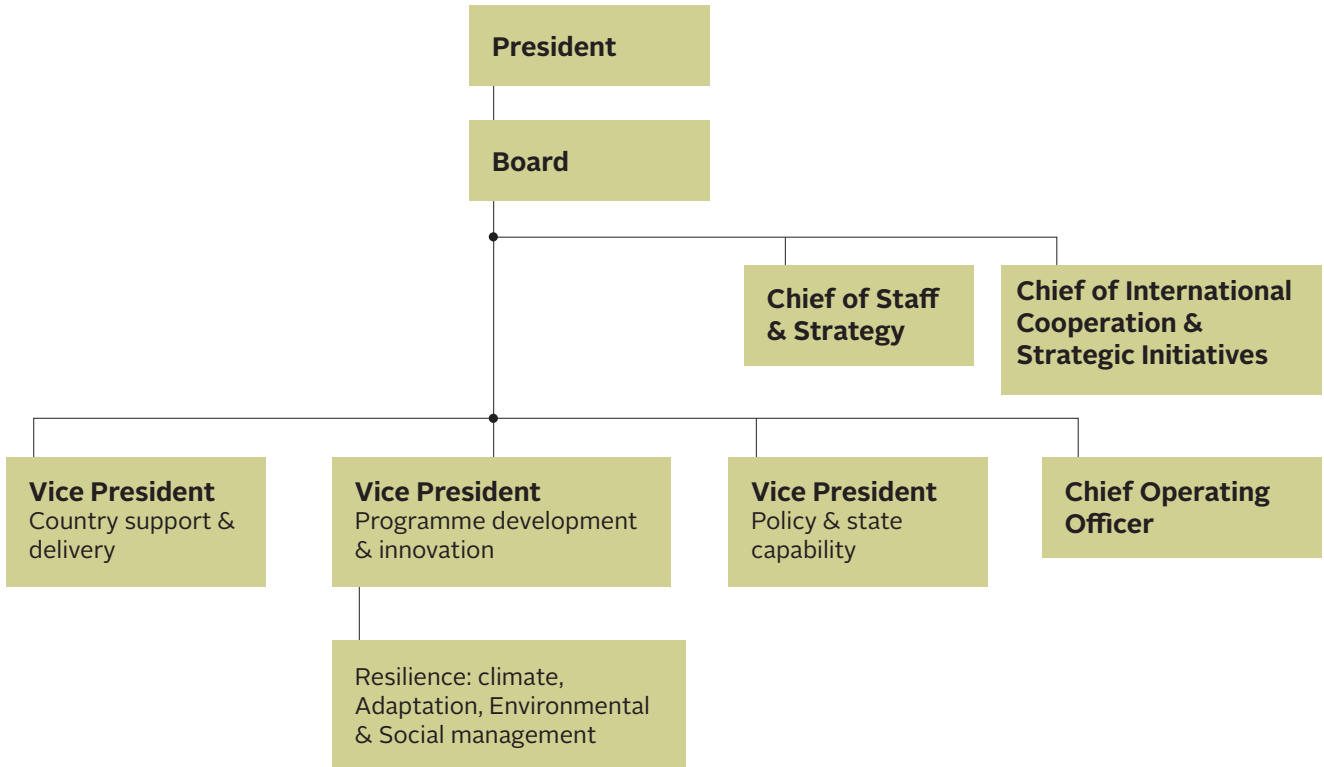 President
Board
Chief of Staff
& Strategy
Chief of International
Cooperation &
Strategic Initiatives
Vice President
Country support &
delivery
Vice President
Programme development
& innovation
Vice President
Policy & state
capability
Chief Operating
Officer
Resilience: climate,
Adaptation, Environmental
& Social management